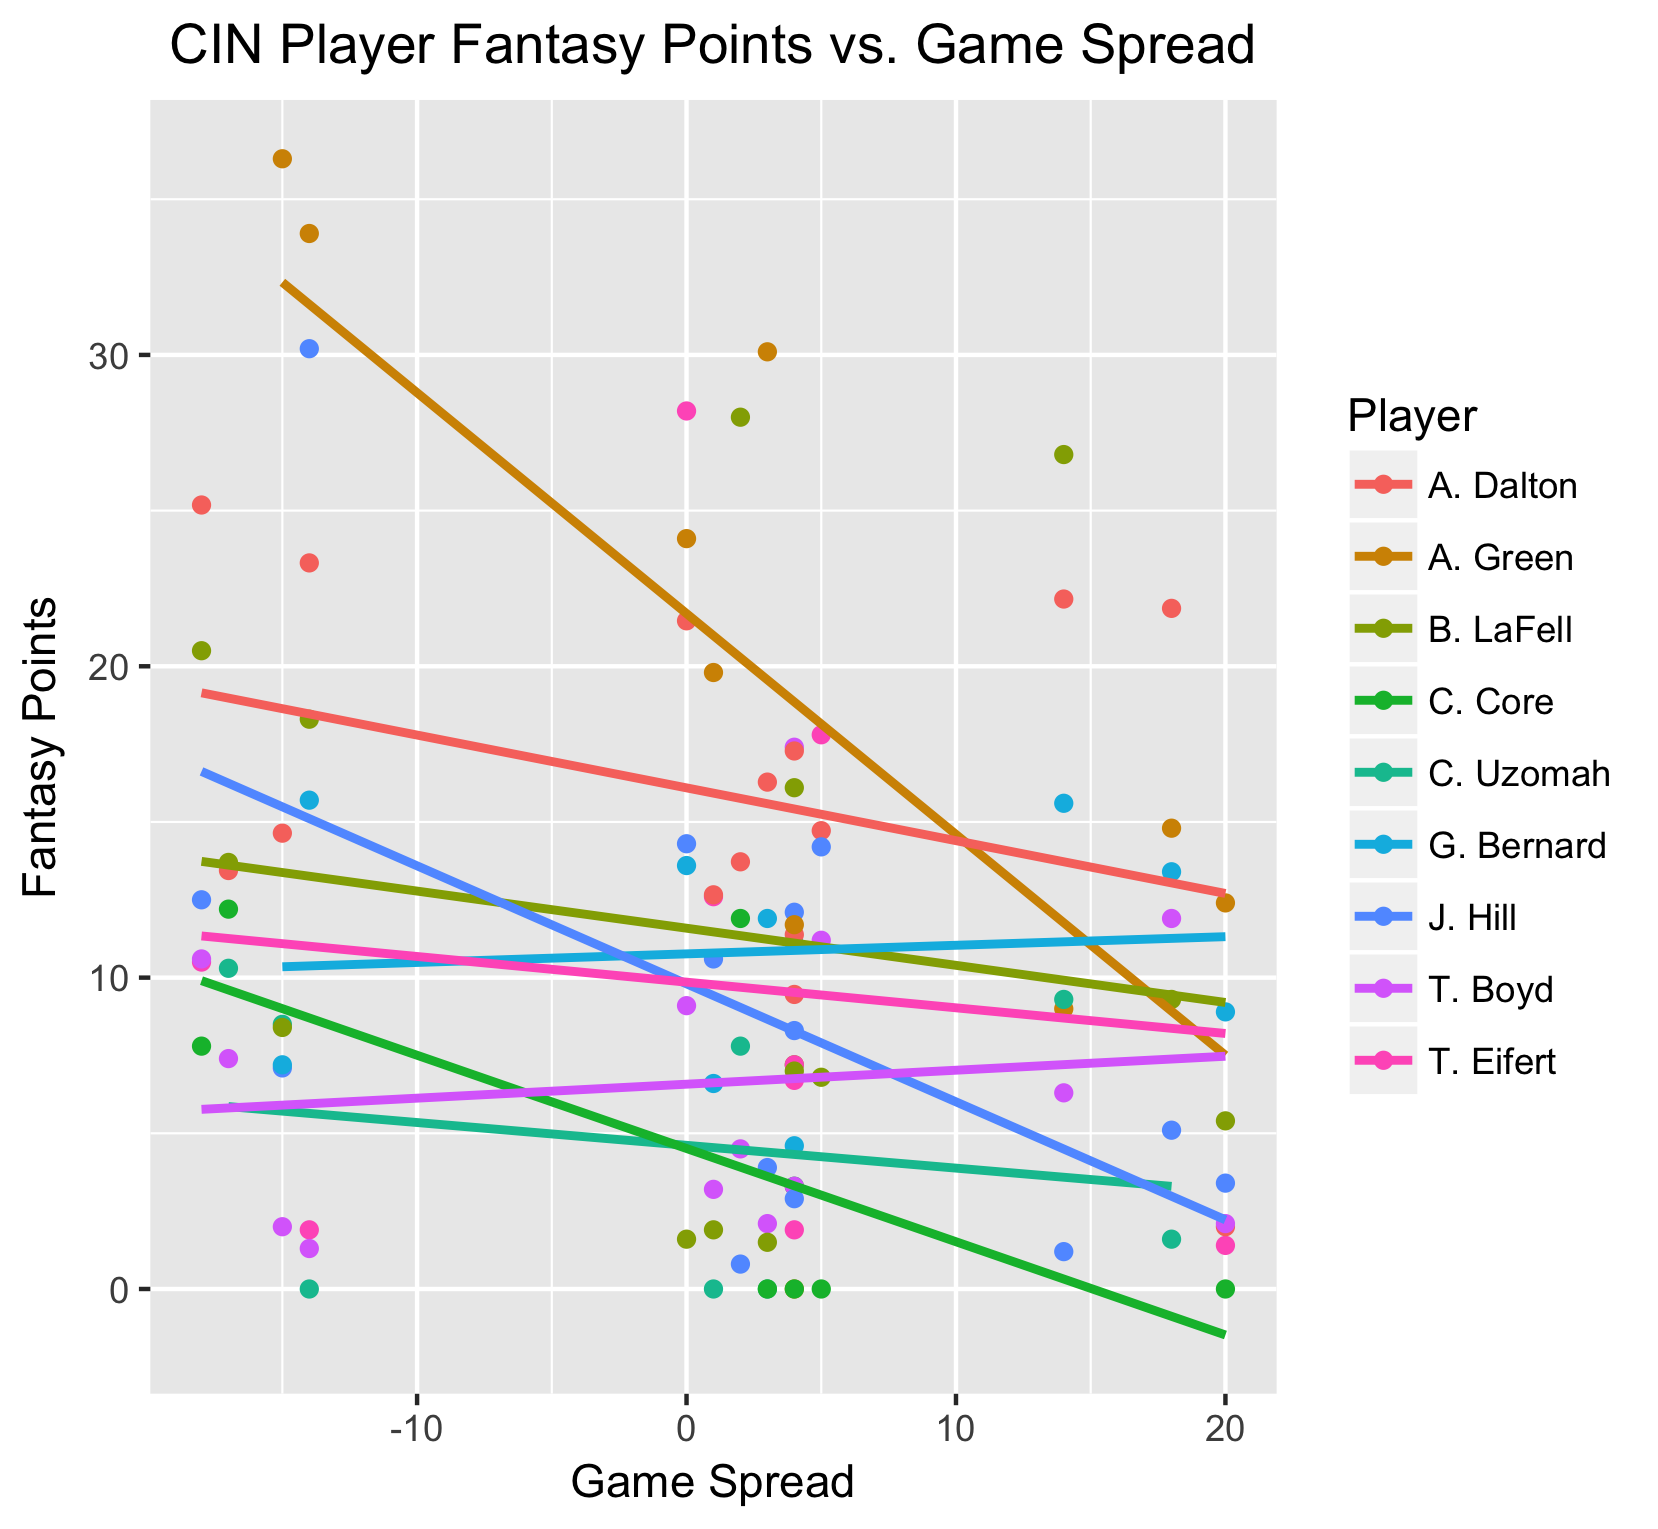 CIN Player Fantasy Points vs. Game Spread
Fantasy Points
30
20
10
0
-10 0 10 20
Game Spread
Player
A. Dalton
A. Green
B. LaFell
C. Core
C. Uzomah
G. Bernard
J. Hill
T. Boyd
T. Eifert